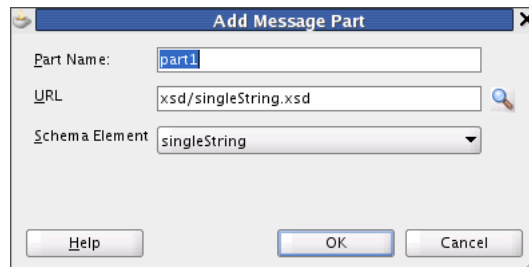 Add Message Part
Part Name: part1
URL xsd/singleString.xsd
Schema Element singleString
Help OK Cancel